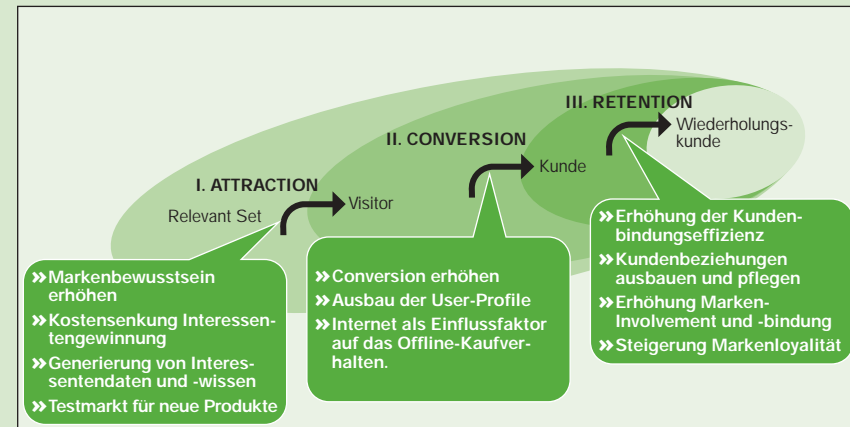 III. RETENTION
Wiederholungs-
kunde
II. CONVERSION
Kunde
I. ATTRACTION
Relevant Set
Visitor
» Markenbewusstsein
erhöhen
» Kostensenkung Interessen-
tengewinnung
» Generierung von Interes-
sentendaten und -wissen
» Testmarkt für neue Produkte
» Conversion erhöhen
» Ausbau der User-Profile
» Internet als Einflussfaktor
auf das Offline-Kaufver-
halten.
» Erhöhung der Kunden-
bindungseffizienz
» Kundenbeziehungen
ausbauen und pflegen
» Erhöhung Marken-
Involvement und -bindung
» Steigerung Markenloyalität